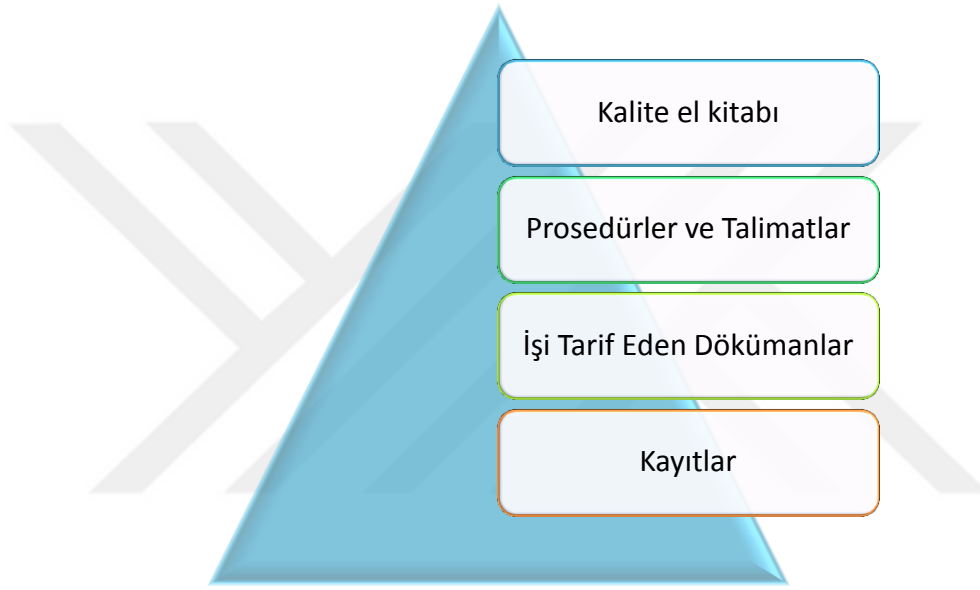 Kalite el kitabı
Prosedürler ve Talimatlar
İşi Tarif Eden Dökümanlar
Kayıtlar